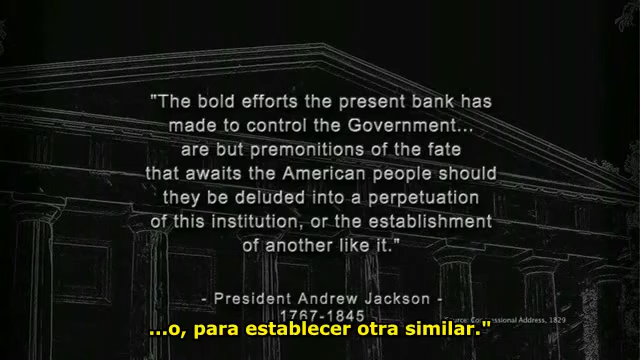 "The bold efforts the present bank has
made to control the Government...
are but premonitions of the fate
that awaits the American people should
they be deluded into a perpetuation
of this institution, or the establishment
of another like it."
- President Andrew Jackson -
1767-1845
Address, 1829
...o, para establecer otra similar."